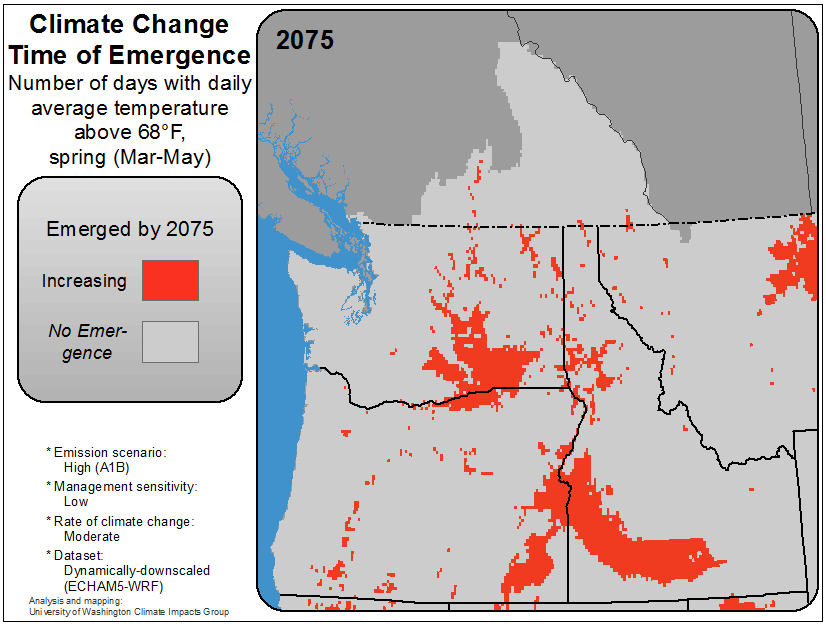 Climate Change
Time of Emergence
Number of days with daily
average temperature
above 68°F,
spring (Mar-May)
Emerged by 2075
Increasing
No Emer-
gence
* Emission scenario:
High (A1B)
* Management sensitivity:
Low
* Rate of climate change:
Moderate
* Dataset:
Dynamically-downscaled
(ECHAM5-WRF)
Analysis and mapping:
University of Washington Climate Impacts Group
2075